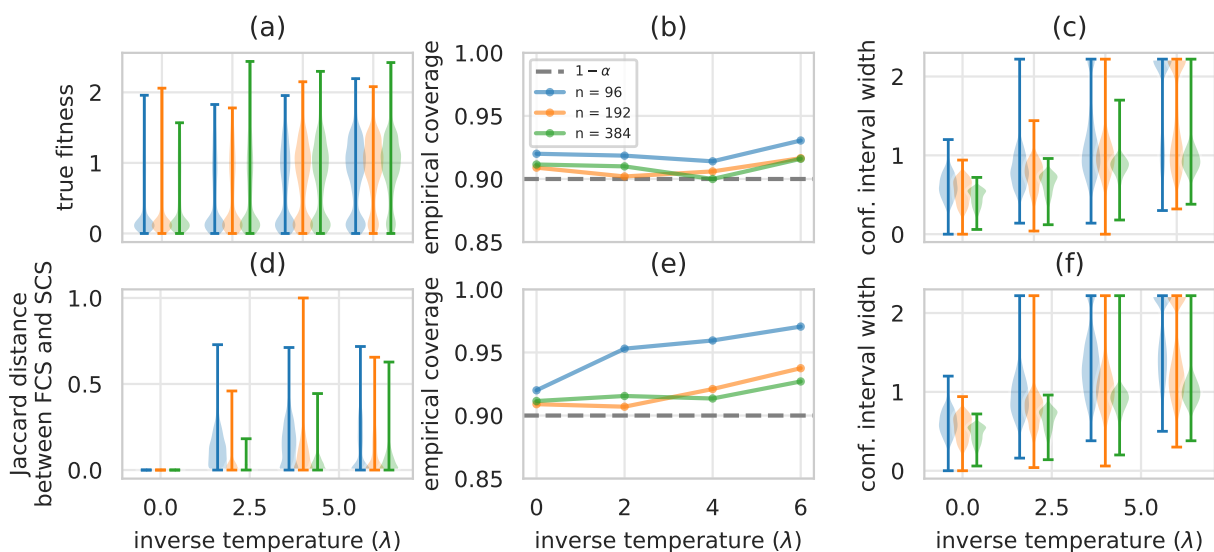 (a)
(b)
(c)
true fitness
2
1
0
empirical coverage
1.00
0.95
0.90
0.85
1 − α
n = 96
n = 192
n = 384
conf. interval width
2
1
0
(d)
(e)
(f)
Jaccard distance
between FCS and SCS
1.0
0.5
0.0
0.0
2.5
5.0
inverse temperature (λ)
empirical coverage
1.00
0.95
0.90
0.85
0
2
4
6
inverse temperature (λ)
conf. interval width
2
1
0
0.0
2.5
5.0
inverse temperature (λ)